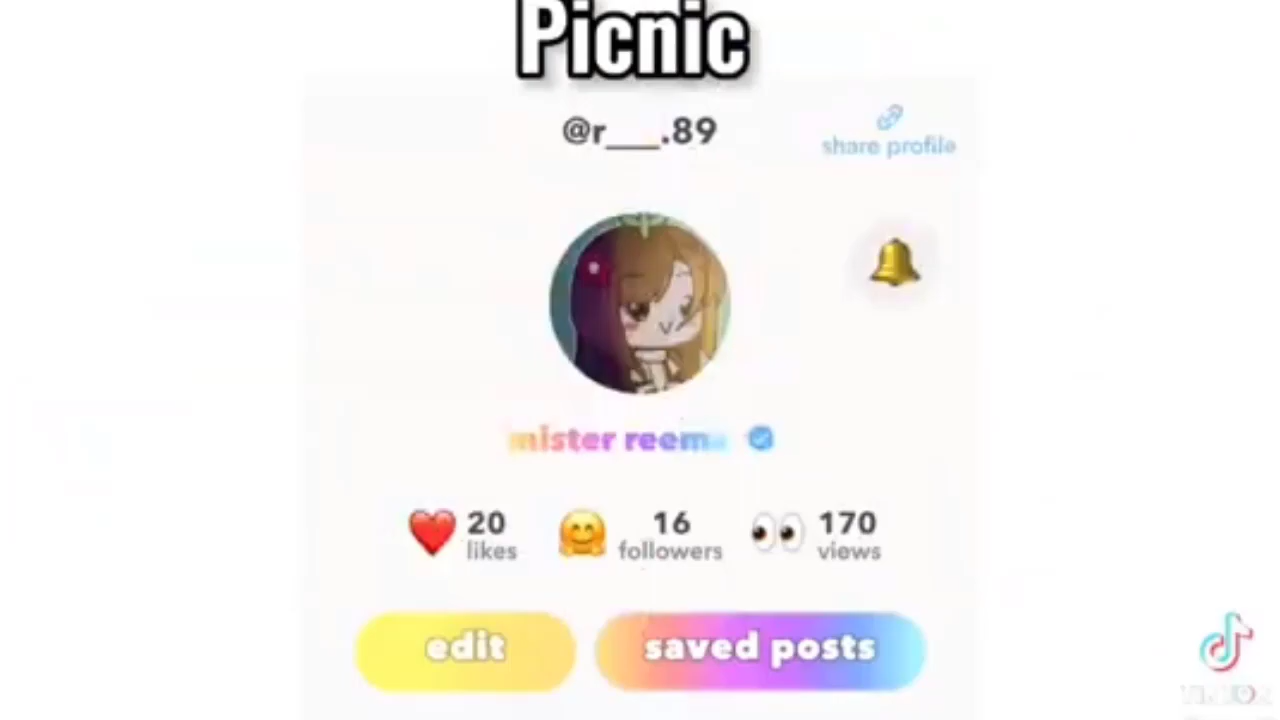 Picnic
@r___.89
share profile
mister reem
20
likes
16
followers
170
views
edit
saved posts